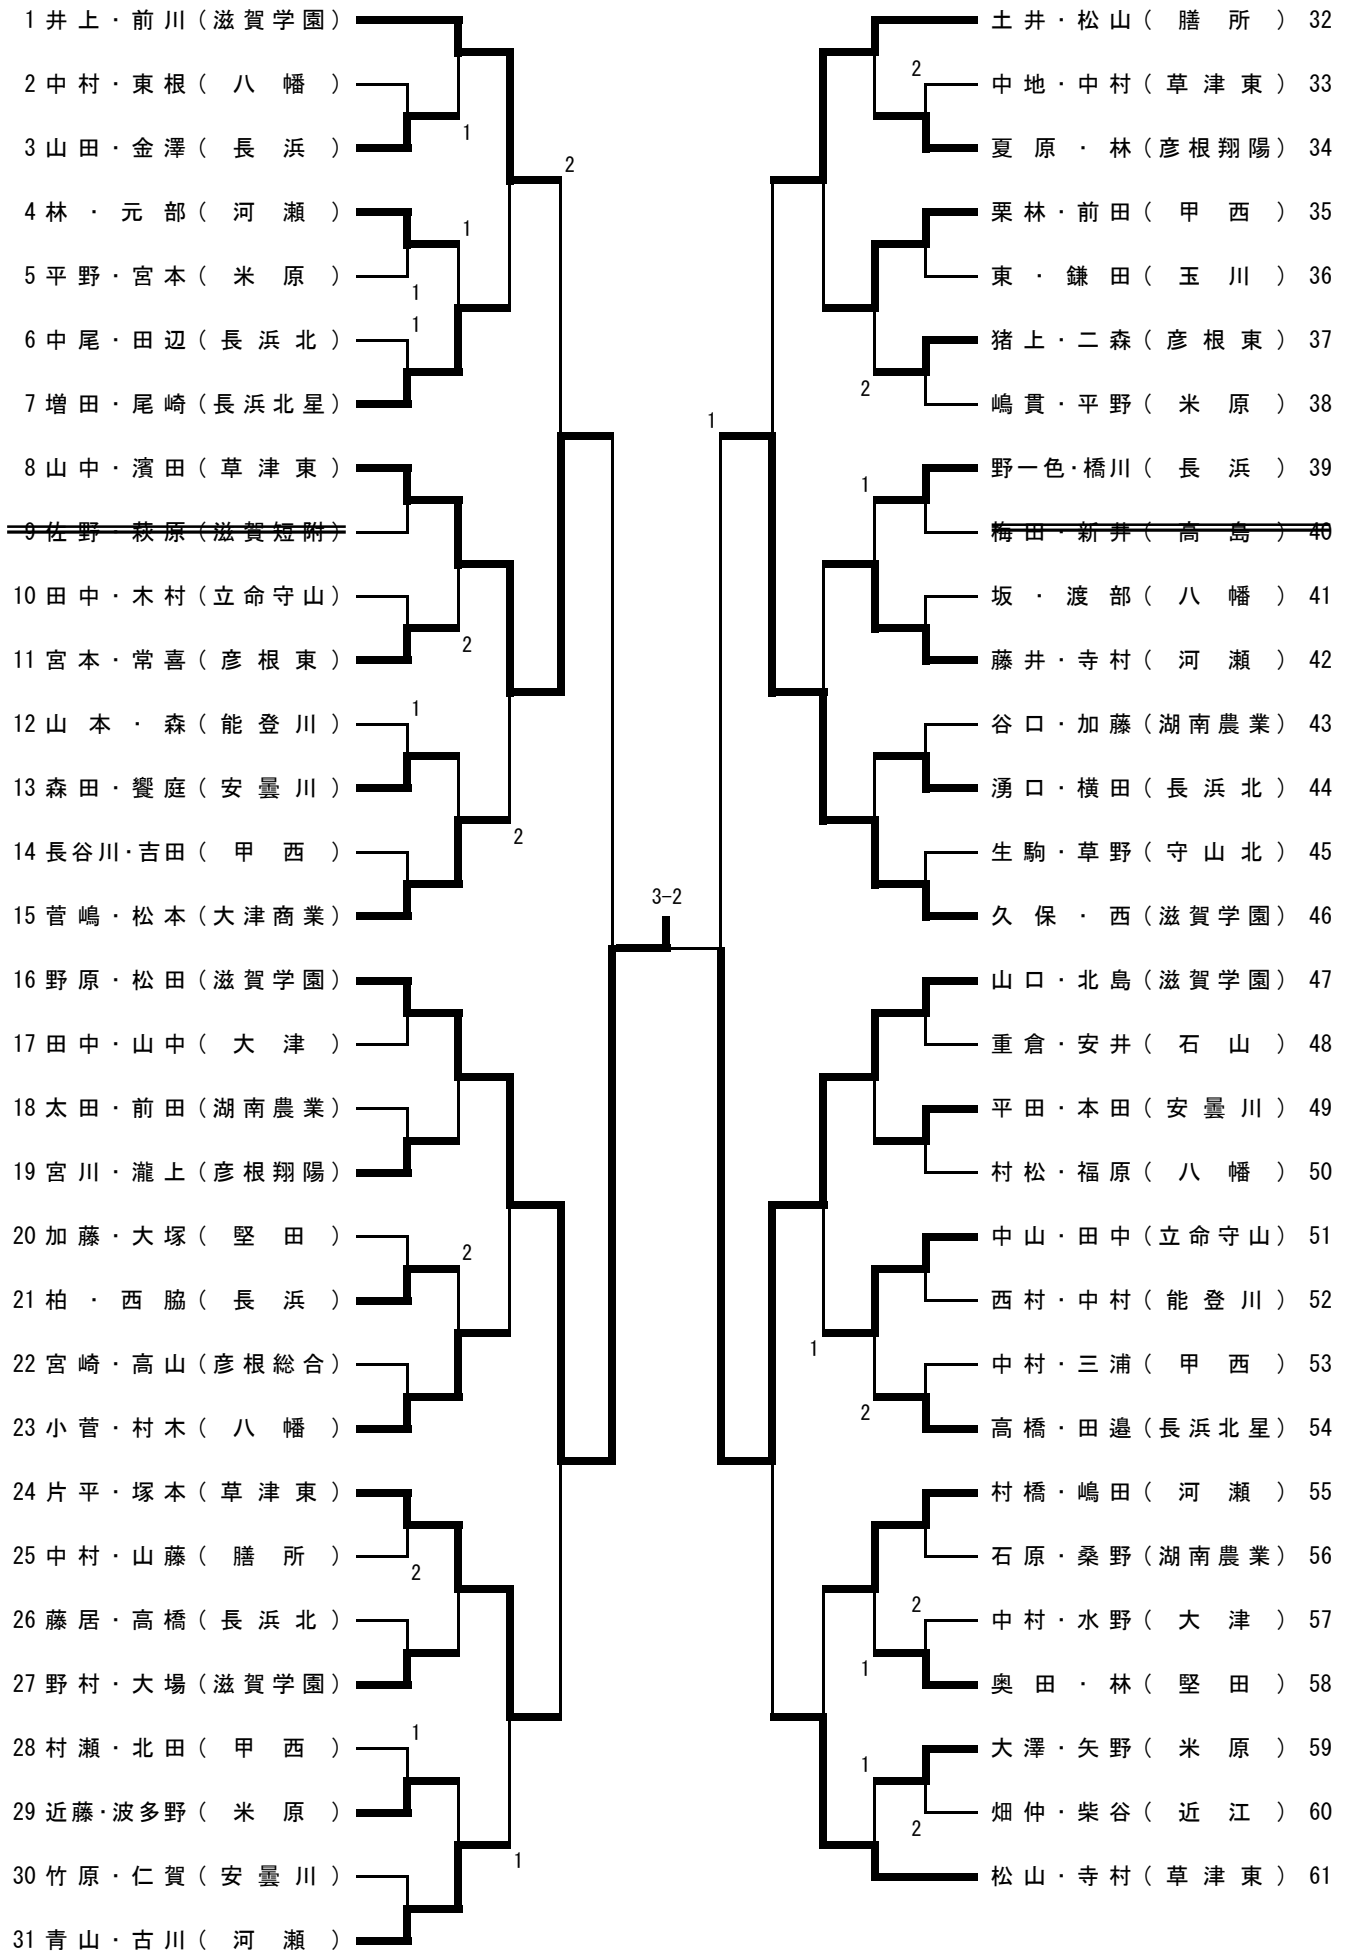 1 井上・前川(滋賀学園)
2 中村・東根(八幡)
3 山田・金澤(長浜)
4 林・元部(河瀬)
5 平野・宮本(米原)
6 中尾・田辺(長浜北)
7 増田・尾崎(長浜北星)
8 山中・濱田(草津東)
9 佐野・萩原(滋賀短附)
10 田中・木村(立命守山)
11 宮本・常喜(彦根東)
12 山本・森(能登川)
13 森田・饗庭(安曇川)
14 長谷川・吉田(甲西)
15 菅嶋・松本(大津商業)
16 野原・松田(滋賀学園)
17 田中・山中(大津)
18 太田・前田(湖南農業)
19 宮川・瀧上(彦根翔陽)
20 加藤・大塚(堅田)
21 柏・西脇(長浜)
22 宮崎・高山(彦根総合)
23 小菅・村木(八幡)
24 片平・塚本(草津東)
25 中村・山藤(膳所)
26 藤居・高橋(長浜北)
27 野村・大場(滋賀学園)
28 村瀬・北田(甲西)
29 近藤・波多野(米原)
30 竹原・仁賀(安曇川)
31 青山・古川(河瀬)
1
2
1
1
1
2
1
2
2
2
1
1
3-2
2
2
1
1
1
2
2
1
1
2
土井・松山(膳所) 32
中地・中村(草津東) 33
夏原・林(彦根翔陽) 34
栗林・前田(甲西) 35
東・鎌田(玉川) 36
猪上・二森(彦根東) 37
嶋貫・平野(米原) 38
野一色・橋川(長浜) 39
梅田・新井(高島) 40
坂・渡部(八幡) 41
藤井・寺村(河瀬) 42
谷口・加藤(湖南農業) 43
湧口・横田(長浜北) 44
生駒・草野(守山北) 45
久保・西(滋賀学園) 46
山口・北島(滋賀学園) 47
重倉・安井(石山) 48
平田・本田(安曇川) 49
村松・福原(八幡) 50
中山・田中(立命守山) 51
西村・中村(能登川) 52
中村・三浦(甲西) 53
高橋・田邉(長浜北星) 54
村橋・嶋田(河瀬) 55
石原・桑野(湖南農業) 56
中村・水野(大津) 57
奥田・林(堅田) 58
大澤・矢野(米原) 59
畑仲・柴谷(近江) 60
松山・寺村(草津東) 61